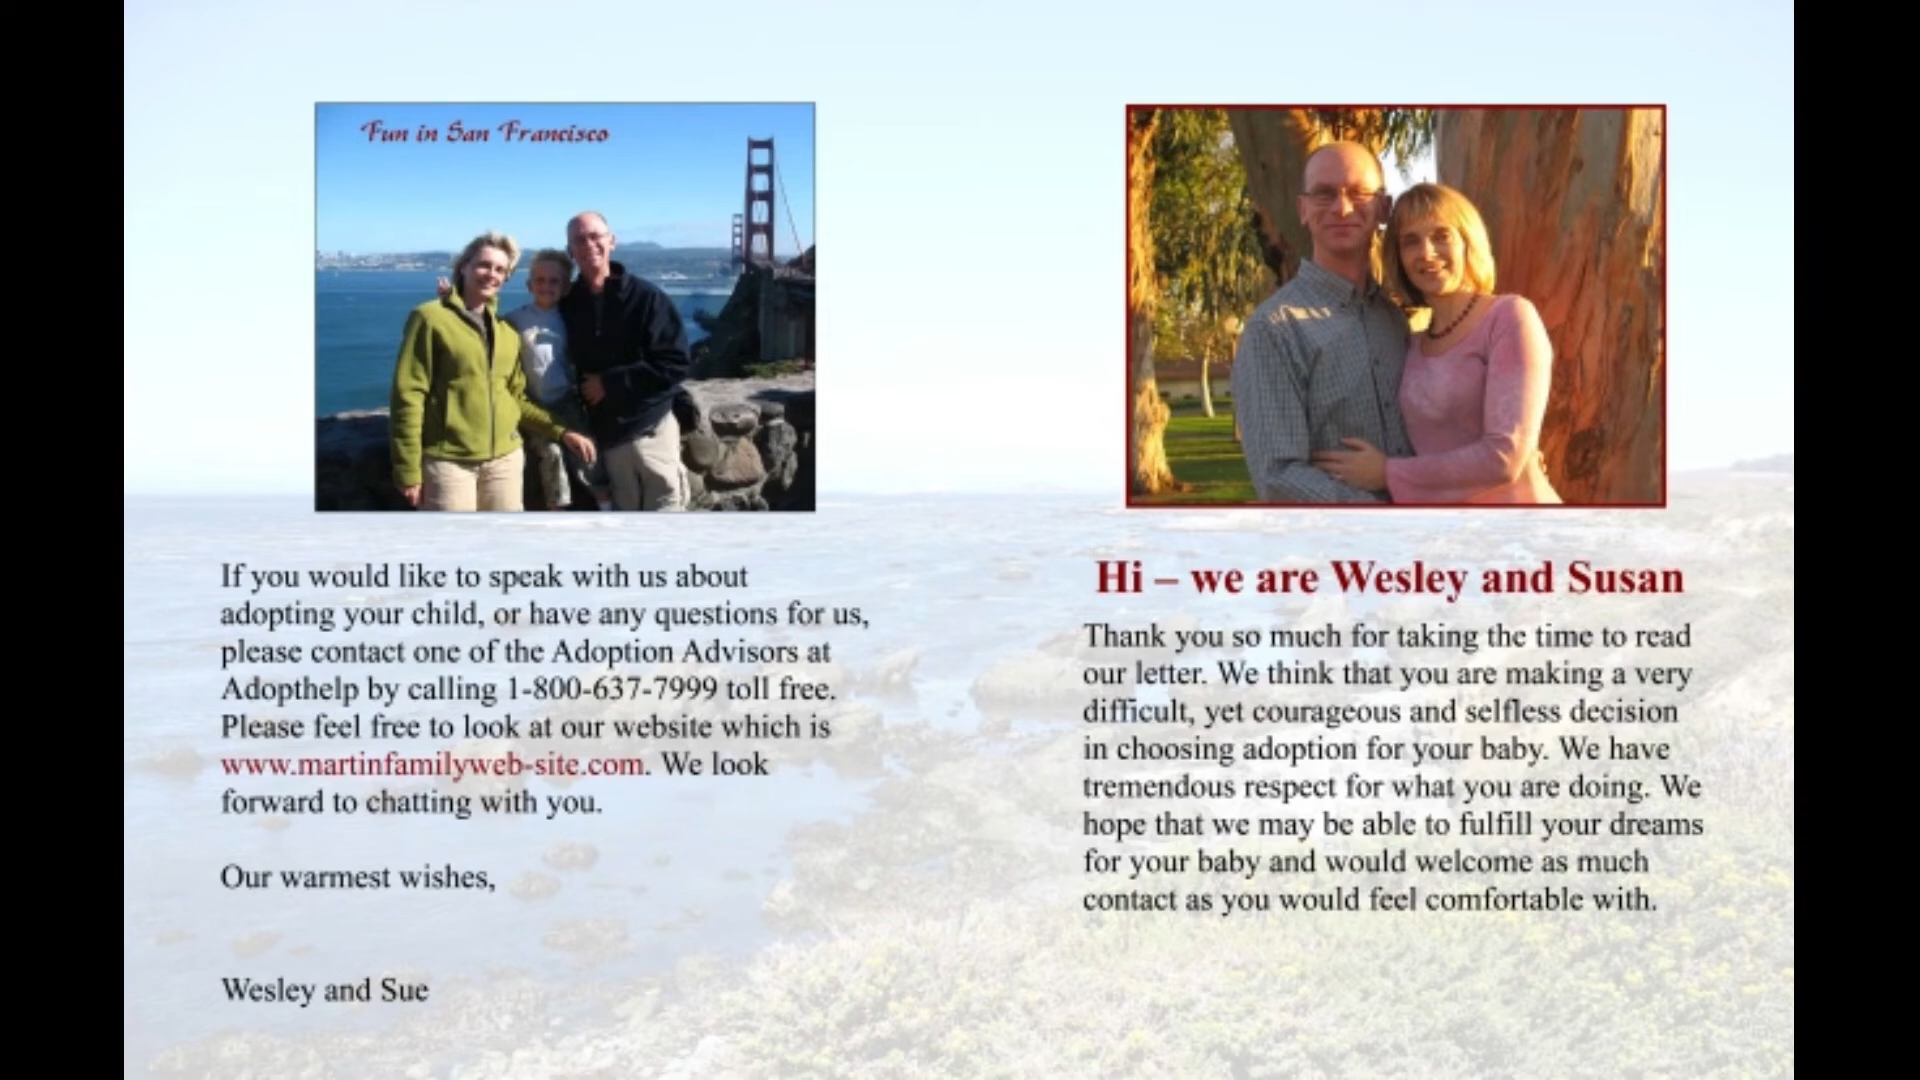 Fun in San Francisco
If you would like to speak with us about
adopting your child, or have any questions for us,
please contact one of the Adoption Advisors at
Adopthelp by calling 1-800-637-7999 toll free.
Please feel free to look at our website which is
www.martinfamilyweb-site.com. We look
forward to chatting with you.
Our warmest wishes,
Wesley and Sue
Hi – we are Wesley and Susan
Thank you so much for taking the time to read
our letter. We think that you are making a very
difficult, yet courageous and selfless decision
in choosing adoption for your baby. We have
tremendous respect for what you are doing. We
hope that we may be able to fulfill your dreams
for your baby and would welcome as much
contact as you would feel comfortable with.